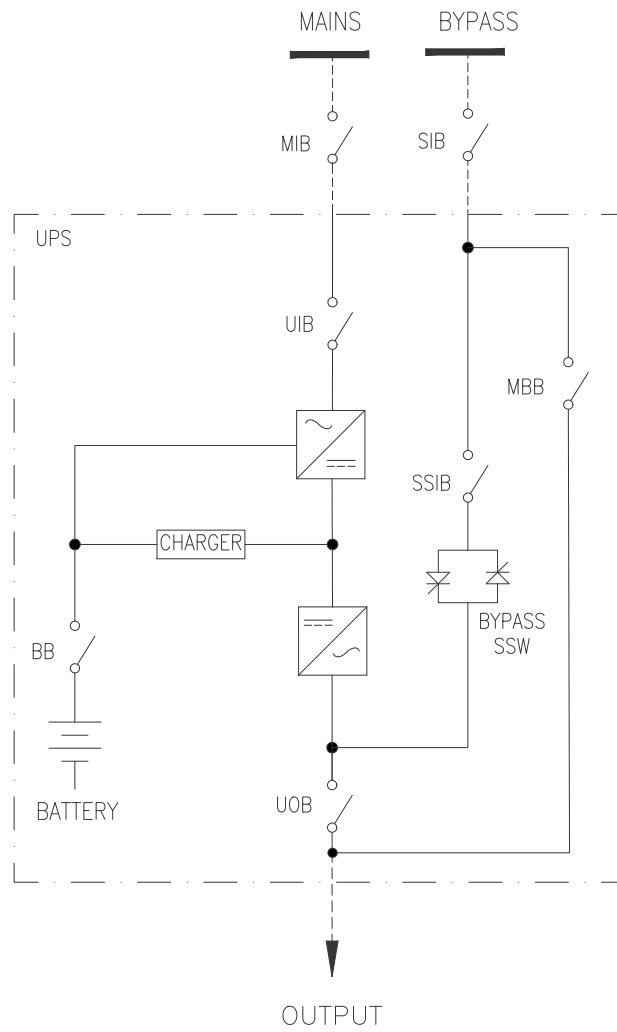 MAINS
BYPASS
MIB
SIB
UPS
UIB
MBB
SSIB
CHARGER
BYPASS
SSW
BB
BATTERY
UOB
OUTPUT